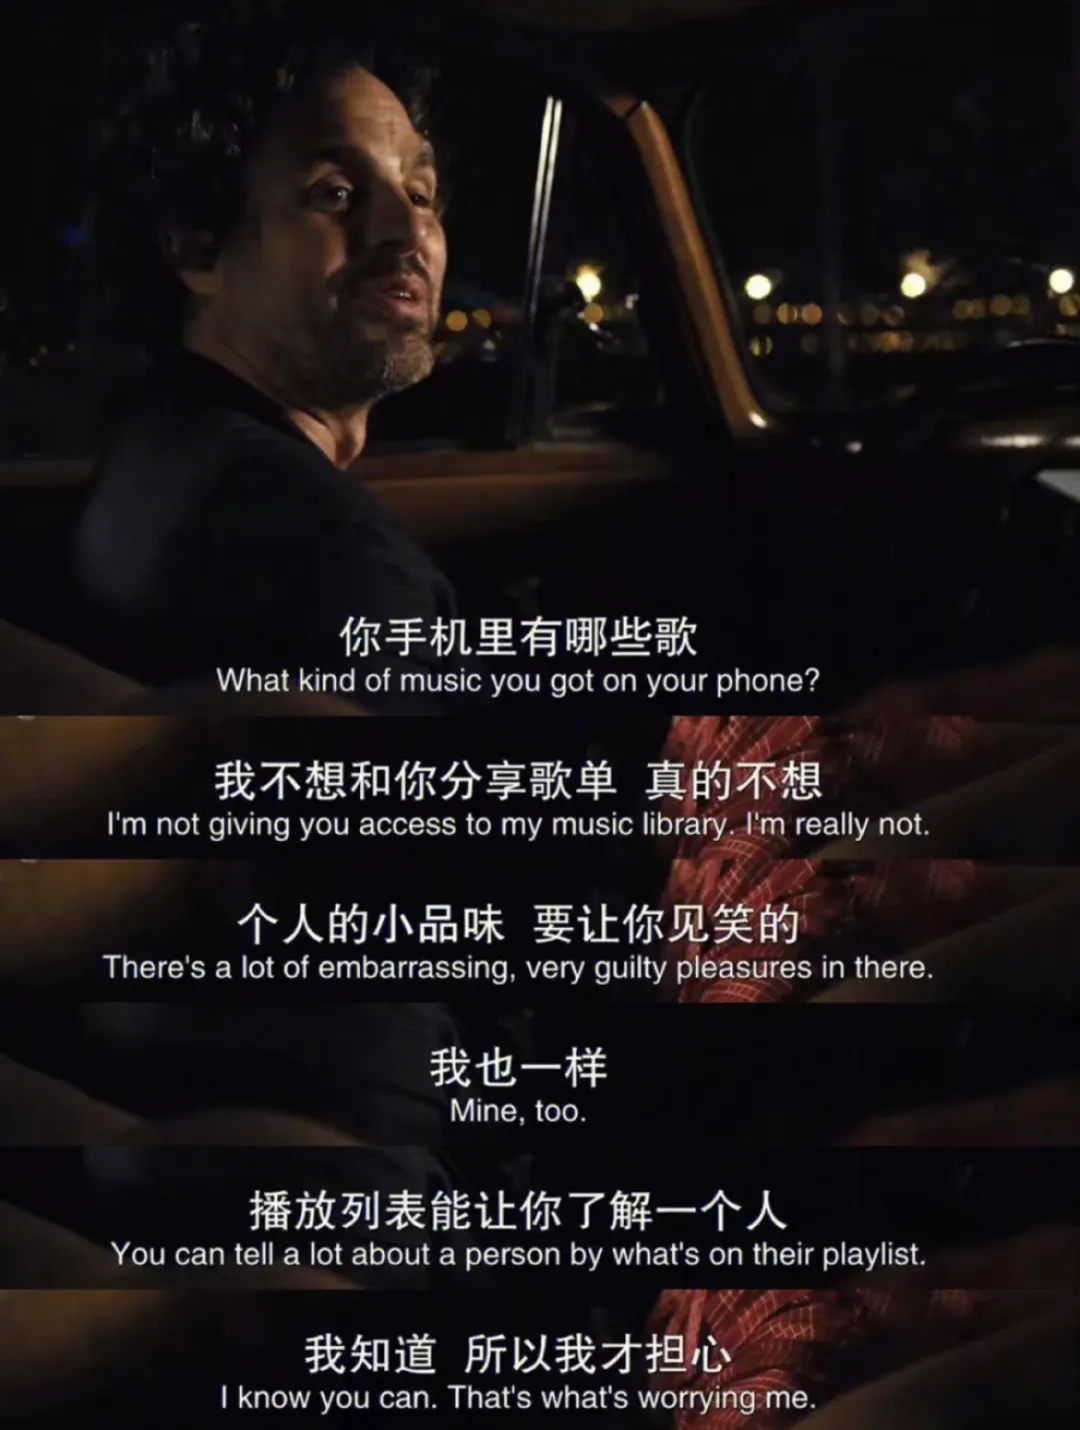 你手机里有哪些歌
What kind of music you got on your phone?
我不想和你分享歌单 真的不想
I'm not giving you access to my music library. I'm really not.
个人的小品味 要让你见笑的
There's a lot of embarrassing, very guilty pleasures in there.
我也一样
Mine, too.
播放列表能让你了解一个人
You can tell a lot about a person by what's on their playlist.
我知道 所以我才担心
I know you can. That's what's worrying me.